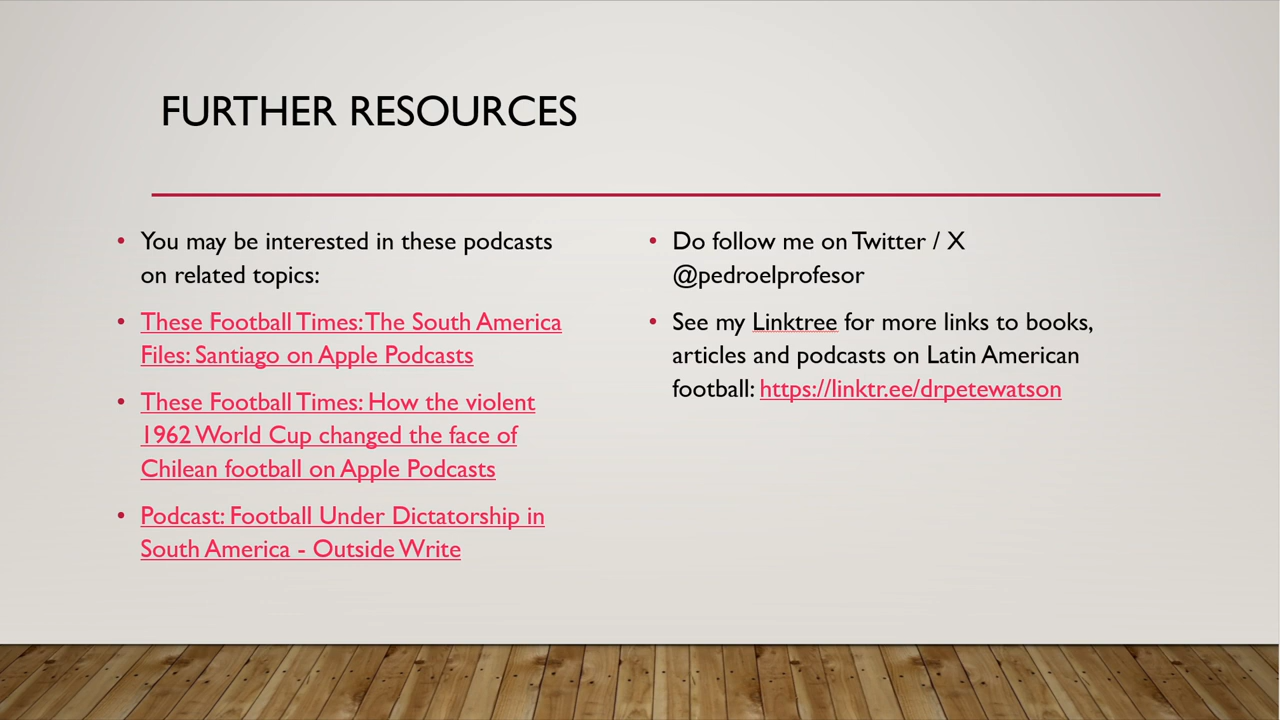 FURTHER RESOURCES
• You may be interested in these podcasts
on related topics:
• These Football Times: The South America
Files: Santiago on Apple Podcasts
• These Football Times: How the violent
1962 World Cup changed the face of
Chilean football on Apple Podcasts
• Podcast: Football Under Dictatorship in
South America - Outside Write
• Do follow me on Twitter / X
@pedroelprofesor
• See my Linktree for more links to books,
articles and podcasts on Latin American
football: https://linktr.ee/drpetewatson